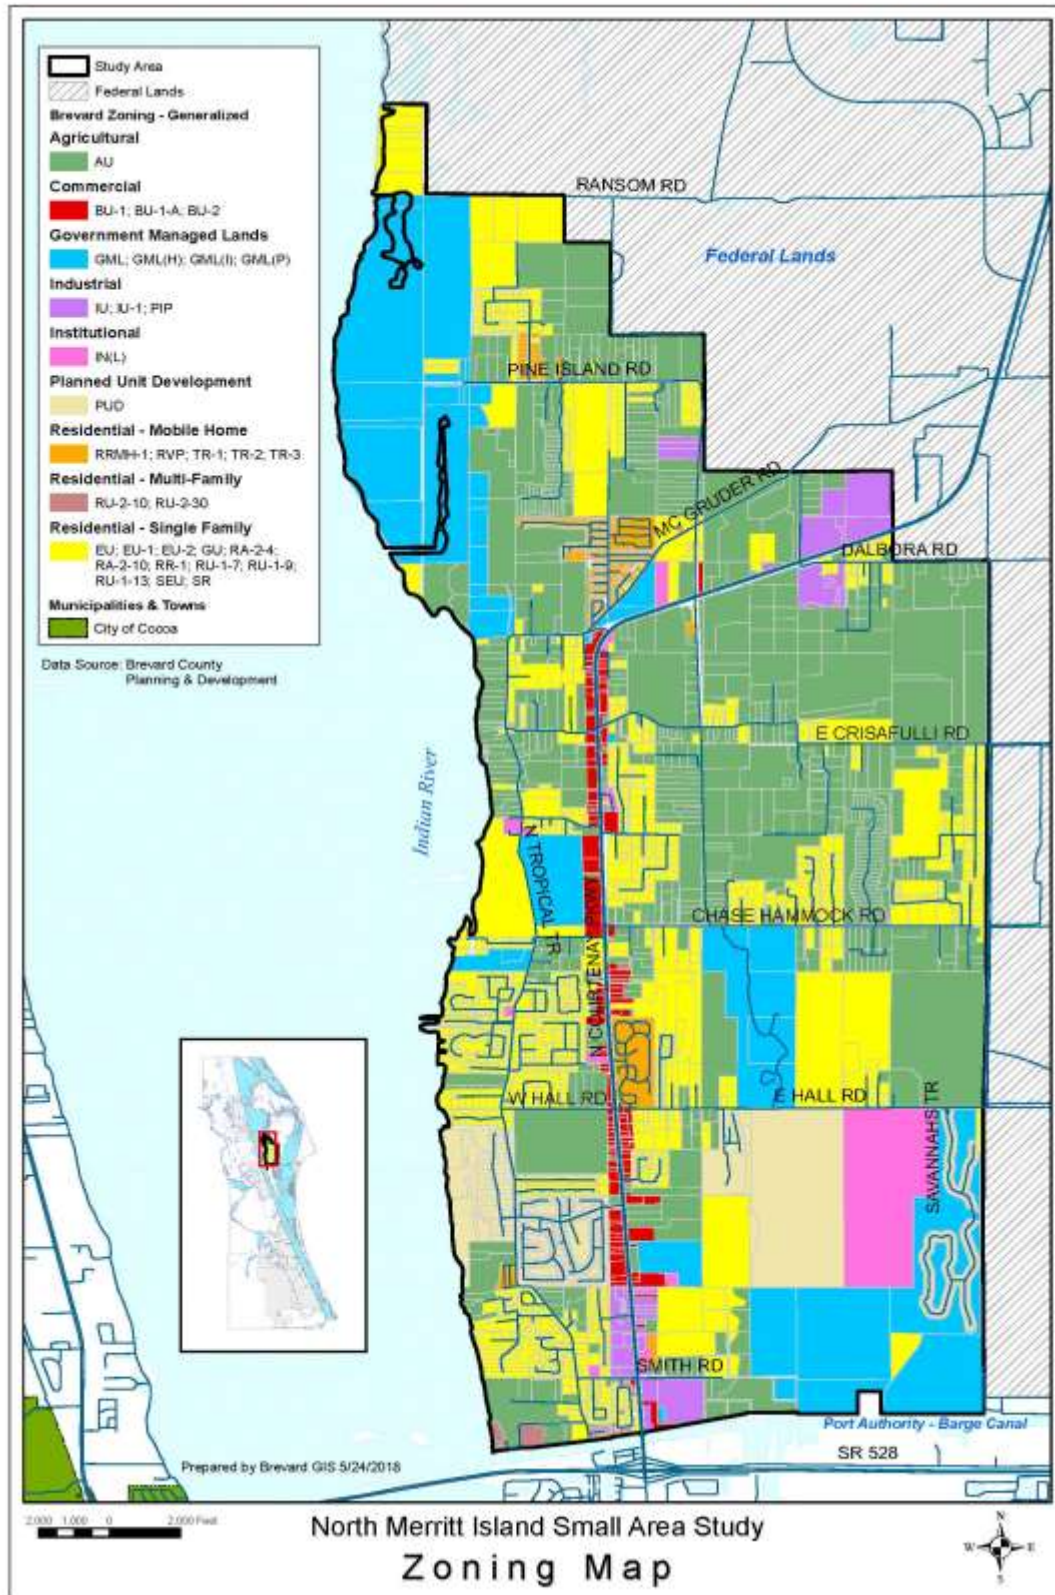 Study Area
Federal Lands
Brevard Zoning - Generalized
Agricultural
AU
Commercial
BU-1; BU-1-A; BU-2
Government Managed Lands
GML; GML(H); GML(I); GML(P)
Industrial
IU; IU-1; PIP
Institutional
IN(L)
Planned Unit Development
PUD
Residential - Mobile Home
RRMH-1; RVP; TR-1; TR-2; TR-3
Residential - Multi-Family
RU-2-10; RU-2-30
Residential - Single Family
EU; EU-1; EU-2; GU; RA-2-4;
RA-2-10; RR-1; RU-1-7; RU-1-9;
RU-1-13; SEU; SR
Municipalities & Towns
City of Cocoa
Data Source: Brevard County
Planning & Development
RANSOM RD
Federal Lands
PINE ISLAND RD
MC GRUDER RD
DALBORA RD
E CRISAFULLI RD
Indian River
N TROPICAL TR
N COURTENAY PKWY
CHASE HAMMOCK RD
W HALL RD
E HALL RD
SAVANNAHS TR
SMITH RD
Port Authority - Barge Canal
SR 528
Prepared by Brevard GIS 5/24/2018
2,000 1,000 0 2,000 Feet
North Merritt Island Small Area Study
Zoning Map
N
W E
S